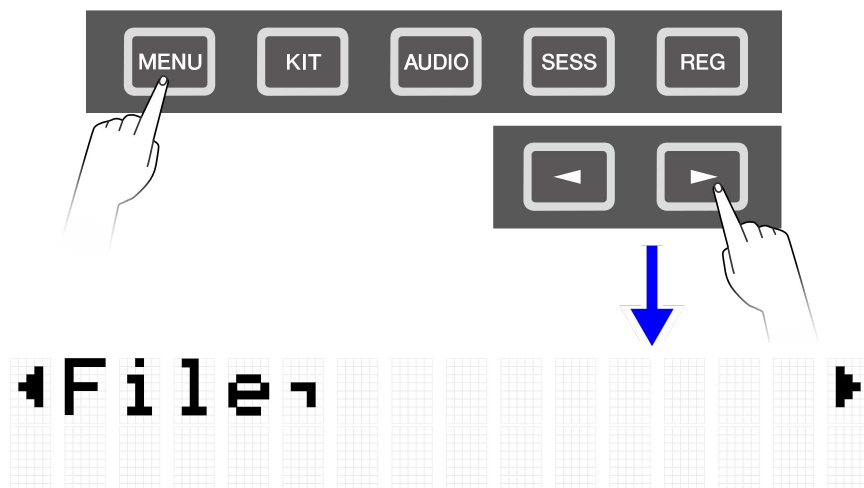 MENU KIT AUDIO SESS REG
◀ ▶
◀File¬ ▶